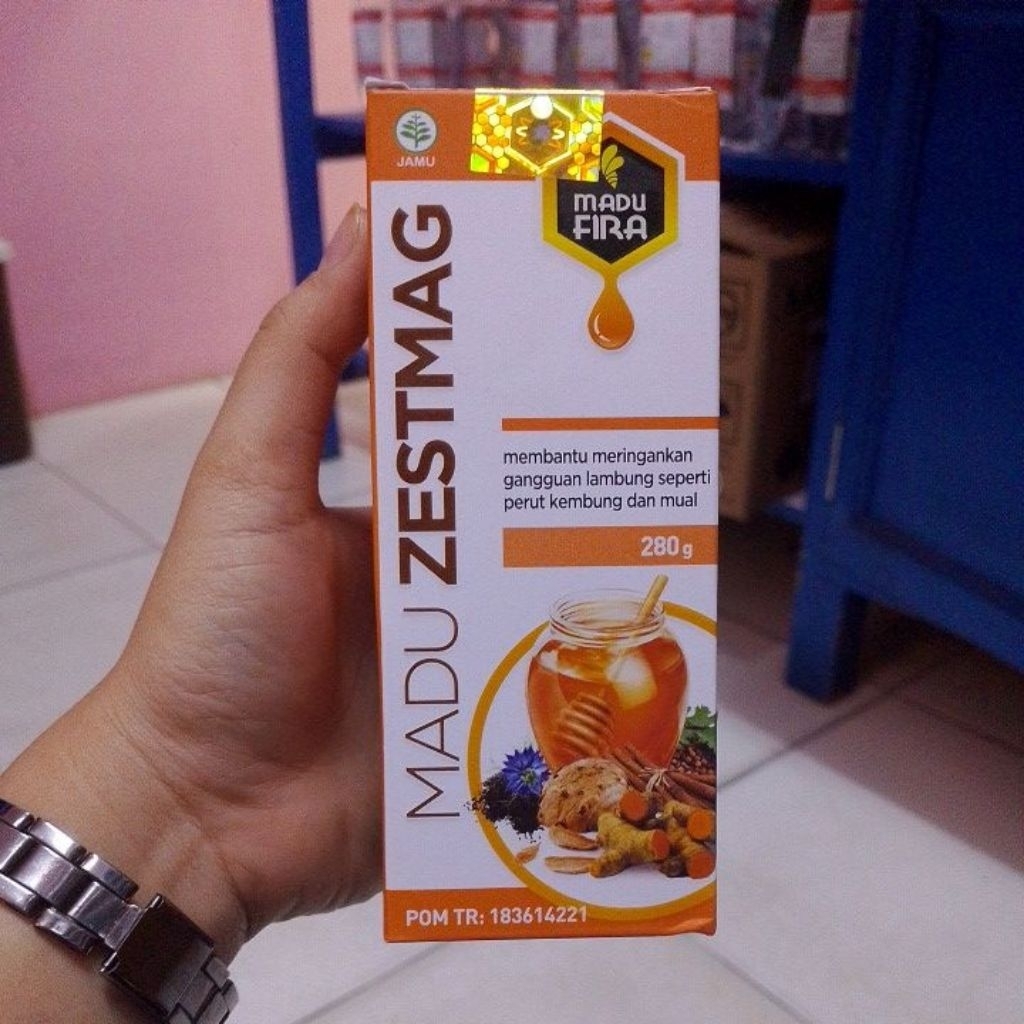 JAMU
MADU
FIRA
MADU ZESTMAG
membantu meringankan
gangguan lambung seperti
perut kembung dan mual
280 g
POM TR: 183614221